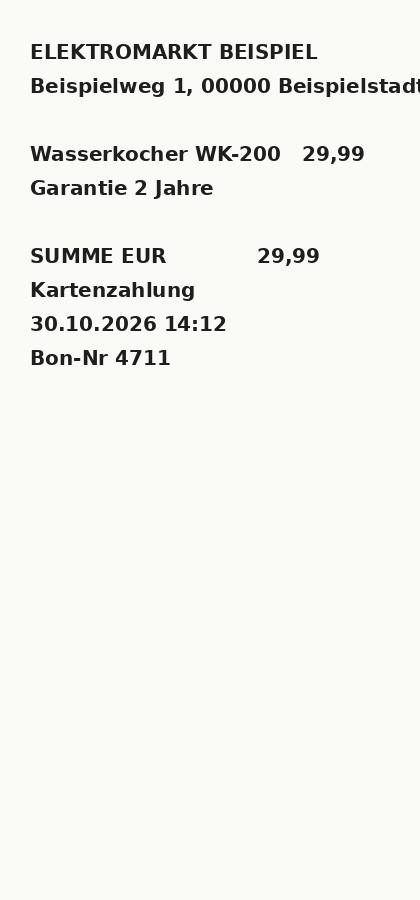 ELEKTROMARKT BEISPIEL
Beispielweg 1, 00000 Beispielstadt
Wasserkocher WK-200 29,99
Garantie 2 Jahre
SUMME EUR 29,99
Kartenzahlung
30.10.2026 14:12
Bon-Nr 4711